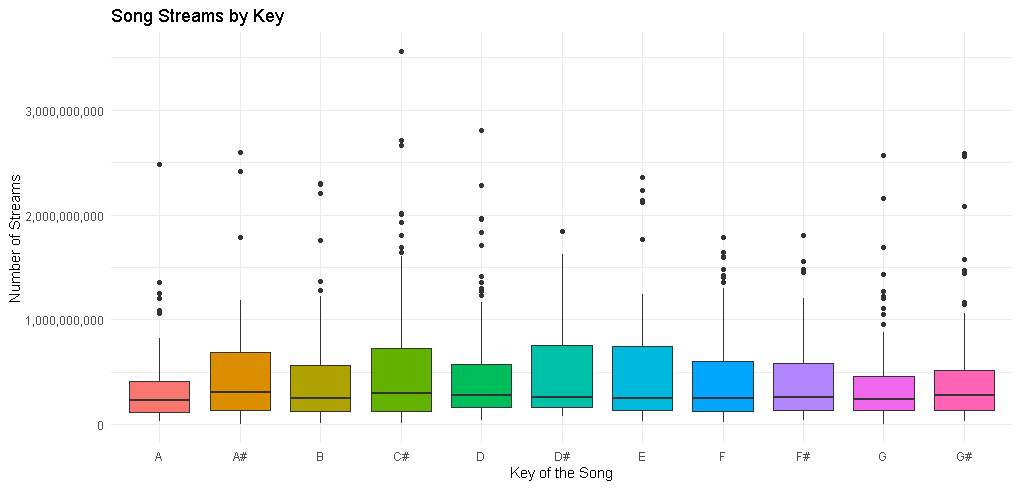 Song Streams by Key
Number of Streams
3,000,000,000
2,000,000,000
1,000,000,000
0
A A# B C# D D# E F F# G G#
Key of the Song